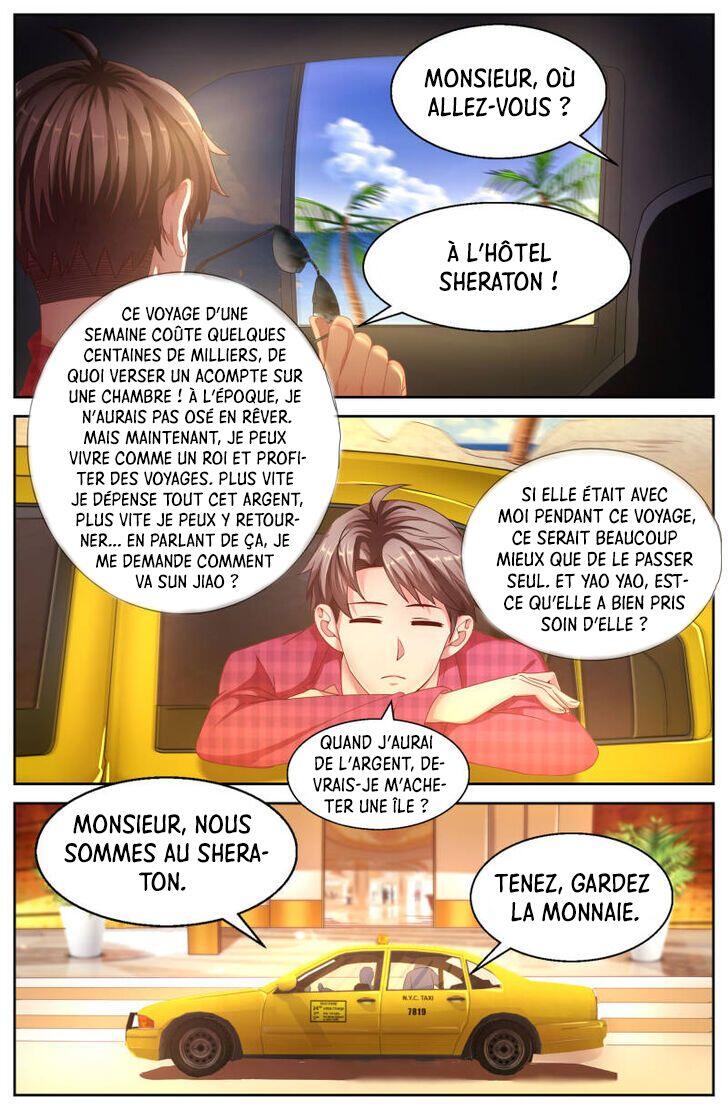 MONSIEUR, OÙ
ALLEZ-VOUS ?
À L'HÔTEL
SHERATON !
CE VOYAGE D'UNE
SEMAINE COÛTE QUELQUES
CENTAINES DE MILLIERS, DE
QUOI VERSER UN ACOMPTE SUR
UNE CHAMBRE ! À L'ÉPOQUE, JE
N'AURAIS PAS OSÉ EN RÊVER.
MAIS MAINTENANT, JE PEUX
VIVRE COMME UN ROI ET PROFI-
TER DES VOYAGES. PLUS VITE
JE DÉPENSE TOUT CET ARGENT,
PLUS VITE JE PEUX Y RETOUR-
NER... EN PARLANT DE ÇA, JE
ME DEMANDE COMMENT
VA SUN JIAO ?
SI ELLE ÉTAIT AVEC
MOI PENDANT CE VOYAGE,
CE SERAIT BEAUCOUP
MIEUX QUE DE LE PASSER
SEUL. ET YAO YAO, EST-
CE QU'ELLE A BIEN PRIS
SOIN D'ELLE ?
QUAND J'AURAI
DE L'ARGENT, DE-
VRAIS-JE M'ACHE-
TER UNE ÎLE ?
MONSIEUR, NOUS
SOMMES AU SHERA-
TON.
TENEZ, GARDEZ
LA MONNAIE.
N.Y.C. TAXI
7819